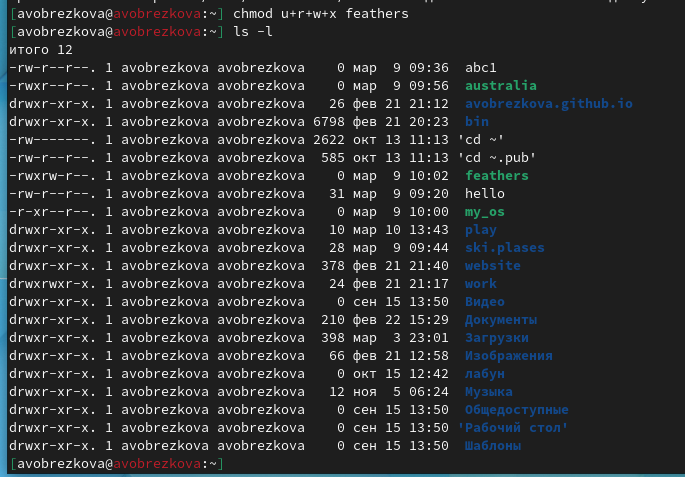 [avobrezkova@avobrezkova:~] chmod u+r+w+x feathers
[avobrezkova@avobrezkova:~] ls -l
итого 12
-rw-r--r--. 1 avobrezkova avobrezkova    0 мар  9 09:36  abc1
-rwxr--r--. 1 avobrezkova avobrezkova    0 мар  9 09:56  australia
drwxr-xr-x. 1 avobrezkova avobrezkova   26 фев 21 21:12  avobrezkova.github.io
drwxr-xr-x. 1 avobrezkova avobrezkova 6798 фев 21 20:23  bin
-rw-------. 1 avobrezkova avobrezkova 2622 окт 13 11:13 'cd ~'
-rw-r--r--. 1 avobrezkova avobrezkova  585 окт 13 11:13 'cd ~.pub'
-rwxrw-r--. 1 avobrezkova avobrezkova    0 мар  9 10:02  feathers
-rw-r--r--. 1 avobrezkova avobrezkova   31 мар  9 09:20  hello
-r-xr--r--. 1 avobrezkova avobrezkova    0 мар  9 10:00  my_os
drwxr-xr-x. 1 avobrezkova avobrezkova   10 мар 10 13:43  play
drwxr-xr-x. 1 avobrezkova avobrezkova   28 мар  9 09:44  ski.plases
drwxr-xr-x. 1 avobrezkova avobrezkova  378 фев 21 21:40  website
drwxrwxr-x. 1 avobrezkova avobrezkova   24 фев 21 21:17  work
drwxr-xr-x. 1 avobrezkova avobrezkova    0 сен 15 13:50  Видео
drwxr-xr-x. 1 avobrezkova avobrezkova  210 фев 22 15:29  Документы
drwxr-xr-x. 1 avobrezkova avobrezkova  398 мар  3 23:01  Загрузки
drwxr-xr-x. 1 avobrezkova avobrezkova   66 фев 21 12:58  Изображения
drwxr-xr-x. 1 avobrezkova avobrezkova    0 окт 15 12:42  лабун
drwxr-xr-x. 1 avobrezkova avobrezkova   12 ноя  5 06:24  Музыка
drwxr-xr-x. 1 avobrezkova avobrezkova    0 сен 15 13:50  Общедоступные
drwxr-xr-x. 1 avobrezkova avobrezkova    0 сен 15 13:50 'Рабочий стол'
drwxr-xr-x. 1 avobrezkova avobrezkova    0 сен 15 13:50  Шаблоны
[avobrezkova@avobrezkova:~]